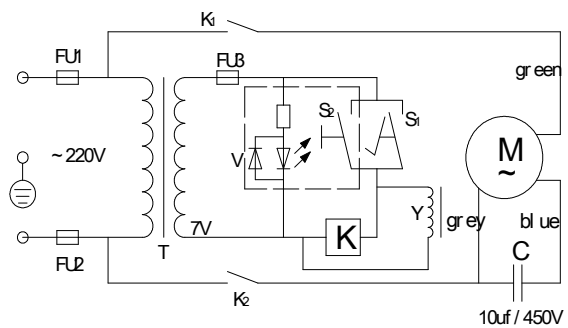 K1
FU1
FU3
green
S2
S1
V
M
~
~220V
Y
grey
blue
7V
K
C
FU2
T
K2
10uf/450V